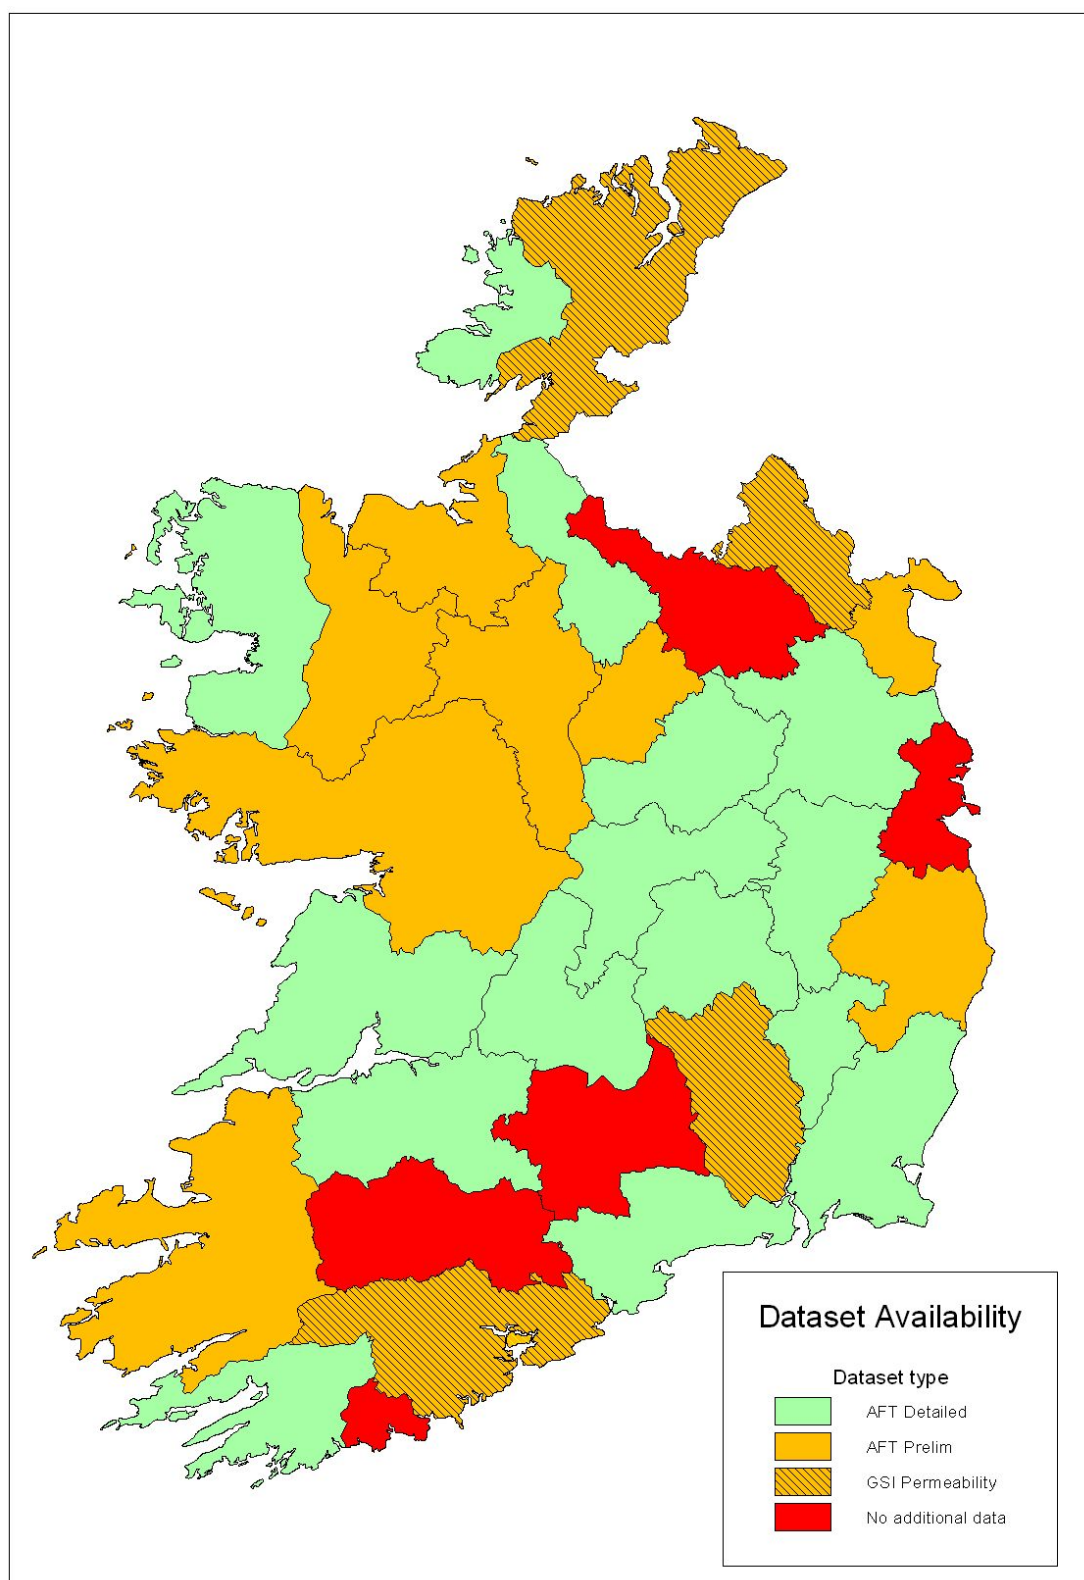 Dataset Availability
Dataset type
AFT Detailed
AFT Prelim
GSI Permeability
No additional data